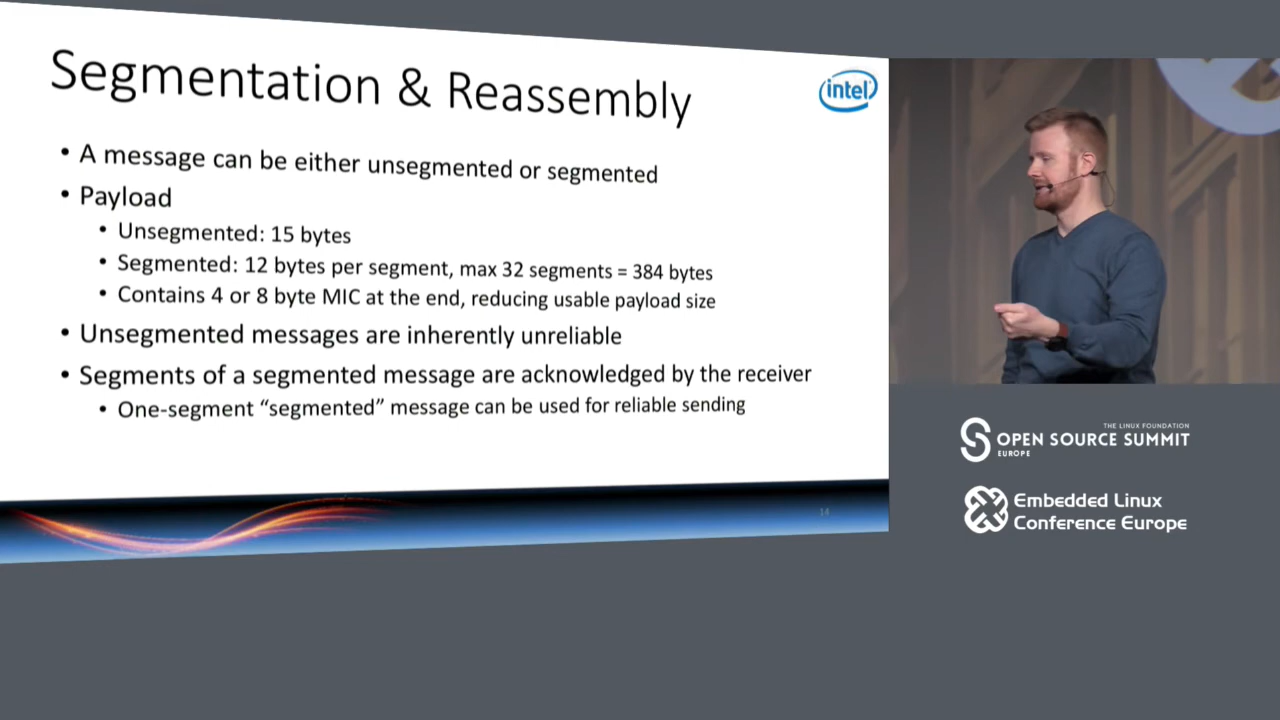 Segmentation & Reassembly
intel
• A message can be either unsegmented or segmented
• Payload
• Unsegmented: 15 bytes
• Segmented: 12 bytes per segment, max 32 segments = 384 bytes
• Contains 4 or 8 byte MIC at the end, reducing usable payload size
• Unsegmented messages are inherently unreliable
• Segments of a segmented message are acknowledged by the receiver
• One-segment “segmented” message can be used for reliable sending
14
THE LINUX FOUNDATION
OPEN SOURCE SUMMIT
EUROPE
Embedded Linux
Conference Europe